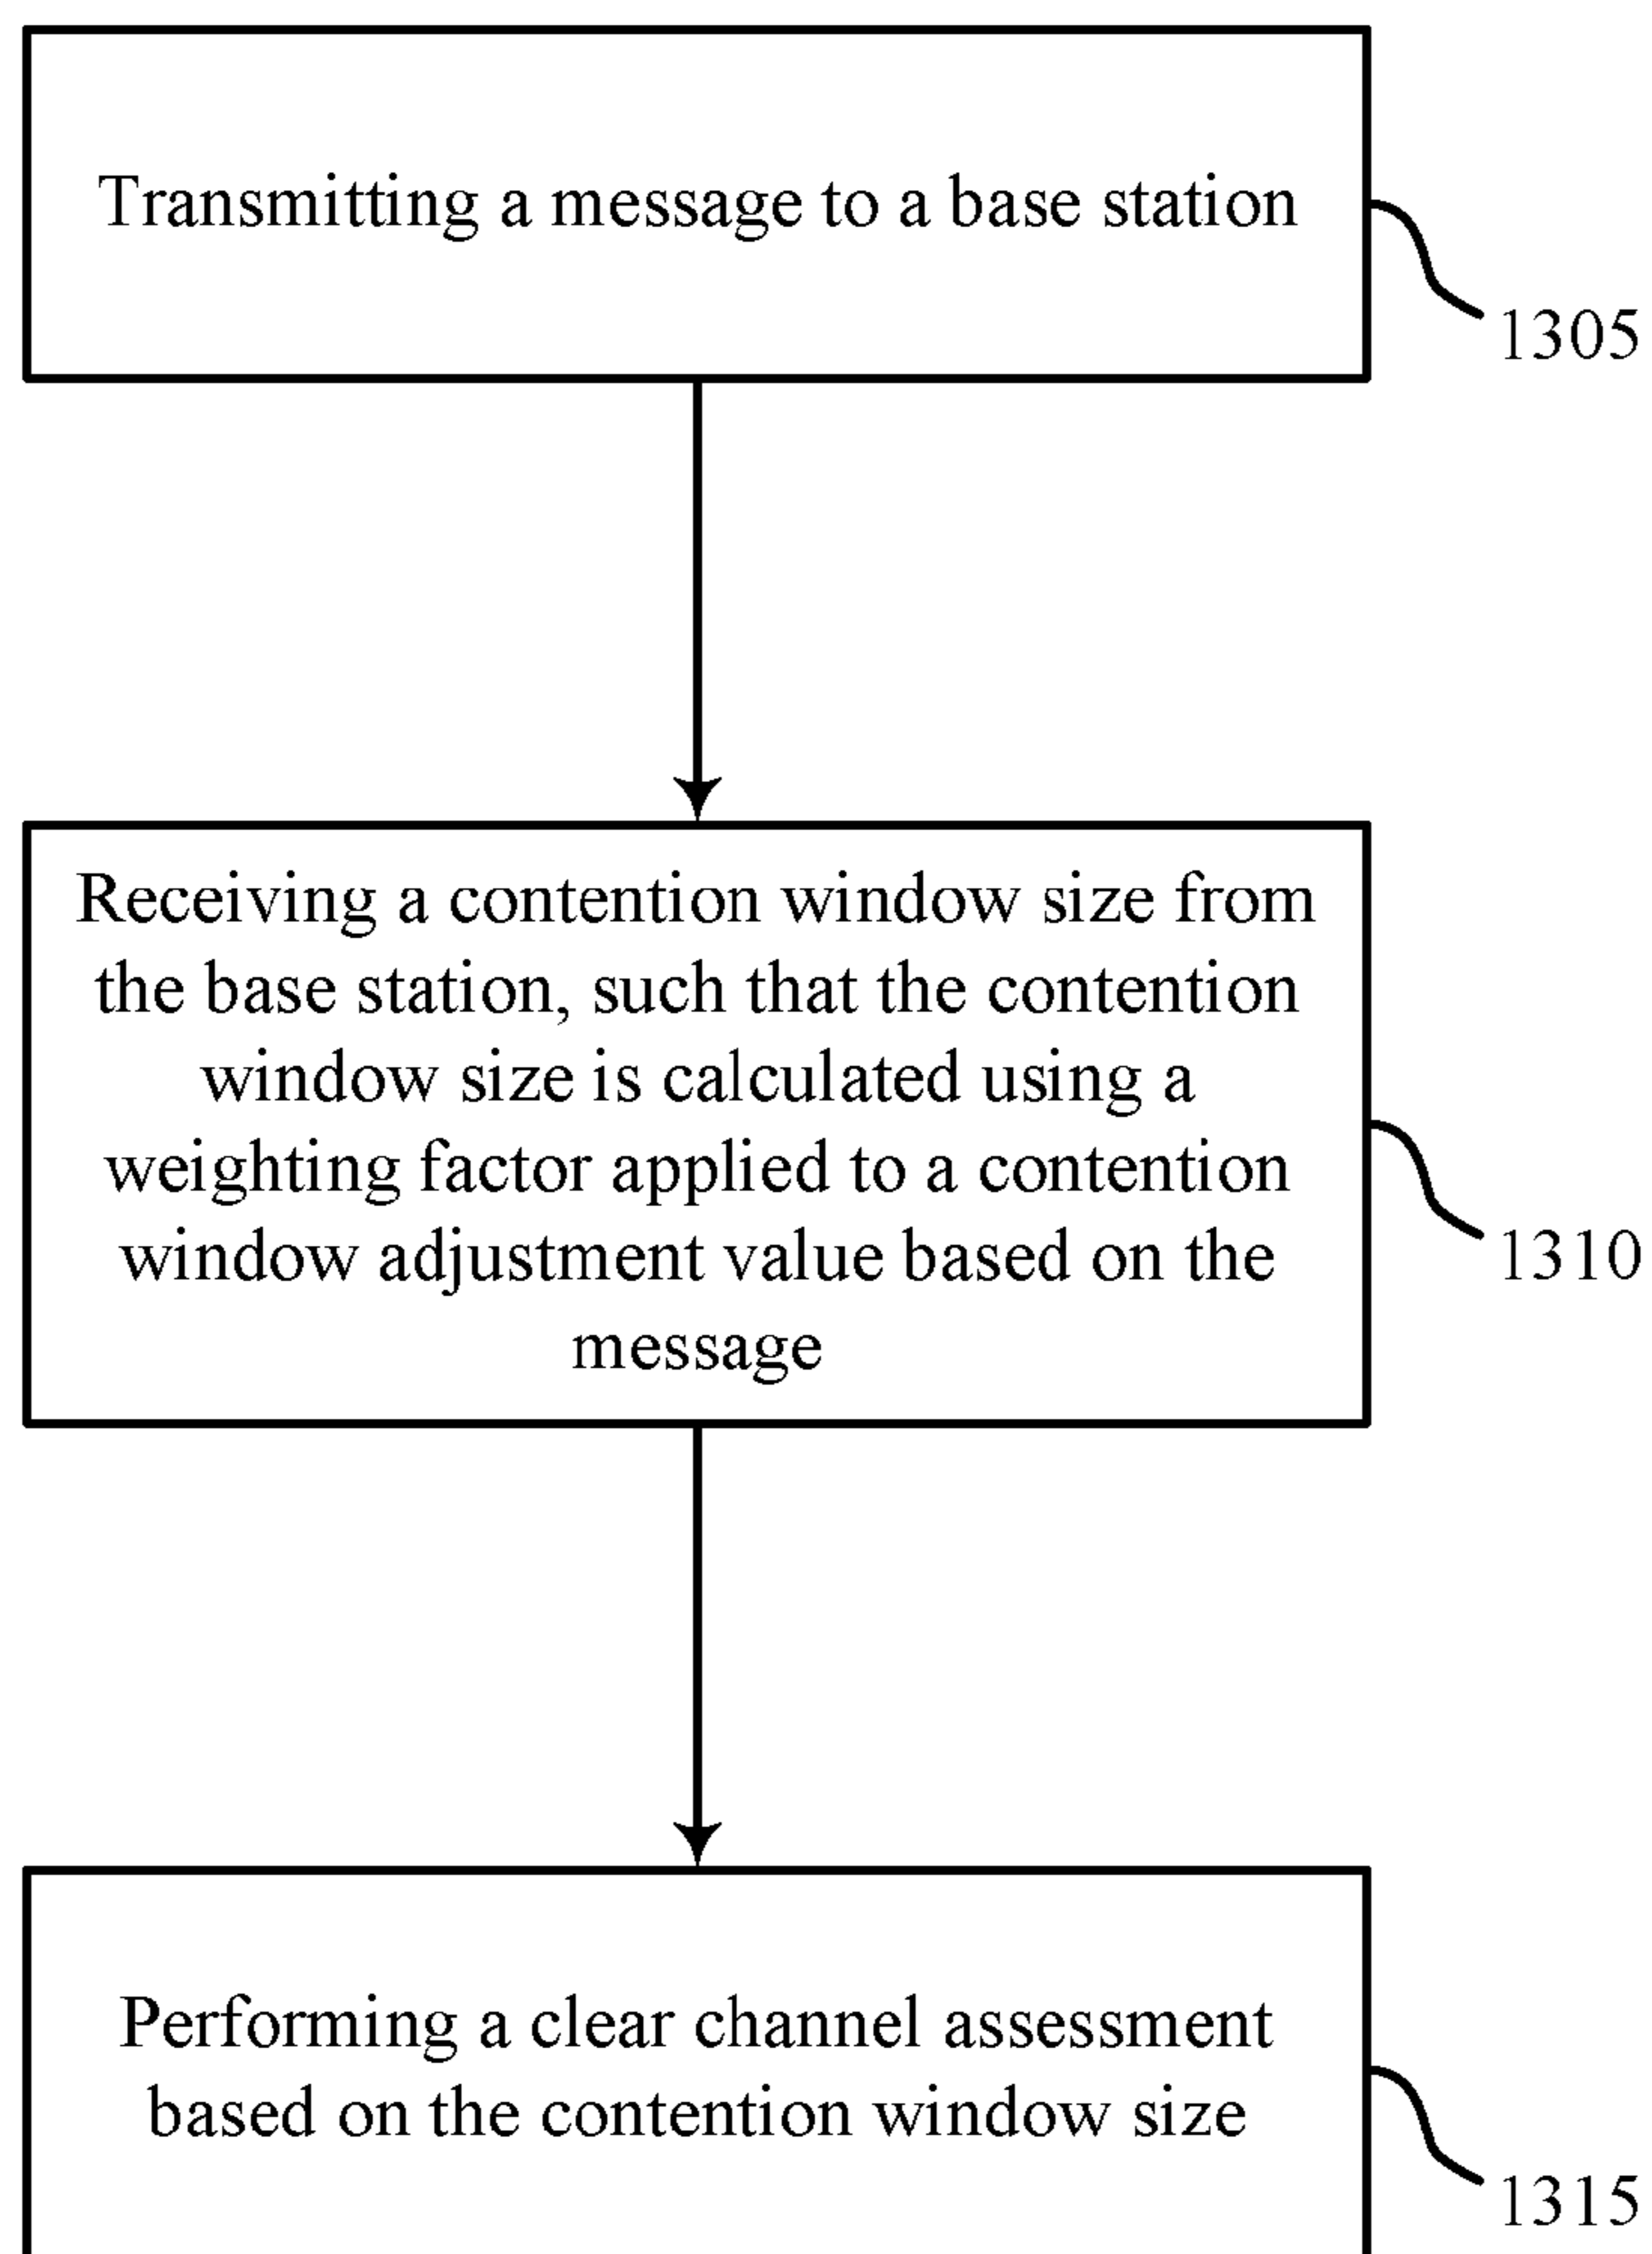 Transmitting a message to a base station
1305
Receiving a contention window size from
the base station, such that the contention
window size is calculated using a
weighting factor applied to a contention
window adjustment value based on the
message
1310
Performing a clear channel assessment
based on the contention window size
1315